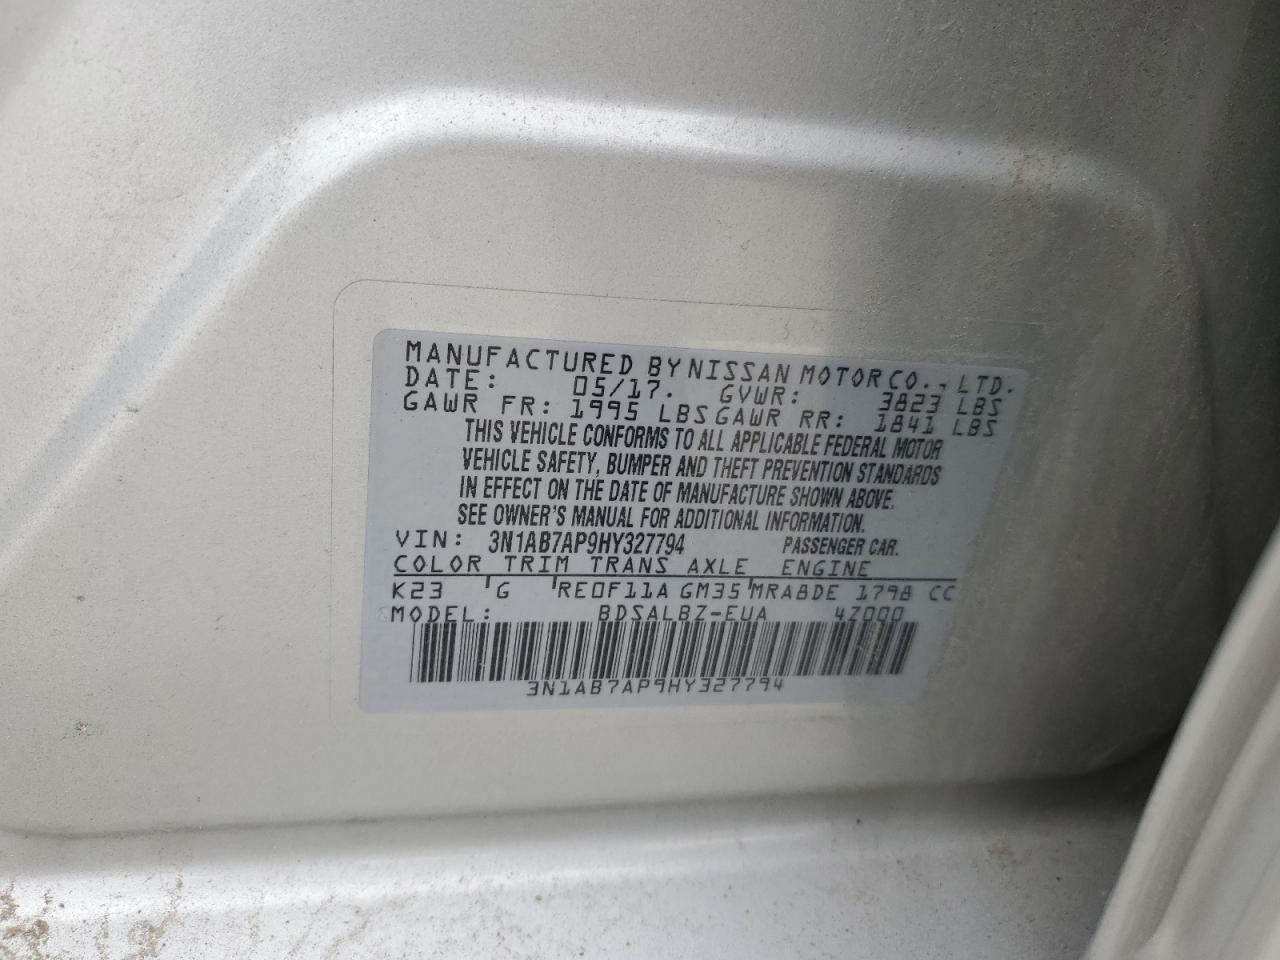 MANUFACTURED BY NISSAN MOTOR CO., LTD.
DATE: 05/17. GVWR: 3823 LBS
GAWR FR: 1995 LBS GAWR RR: 1841 LBS
THIS VEHICLE CONFORMS TO ALL APPLICABLE FEDERAL MOTOR
VEHICLE SAFETY, BUMPER AND THEFT PREVENTION STANDARDS
IN EFFECT ON THE DATE OF MANUFACTURE SHOWN ABOVE.
SEE OWNER'S MANUAL FOR ADDITIONAL INFORMATION.
VIN: 3N1AB7AP9HY327794 PASSENGER CAR.
COLOR TRIM TRANS AXLE ENGINE
K23 G RE0F11A GM35 MRA8DE 1798 CC
MODEL: BDSALBZ-EUA 4Z000
3N1AB7AP9HY327794